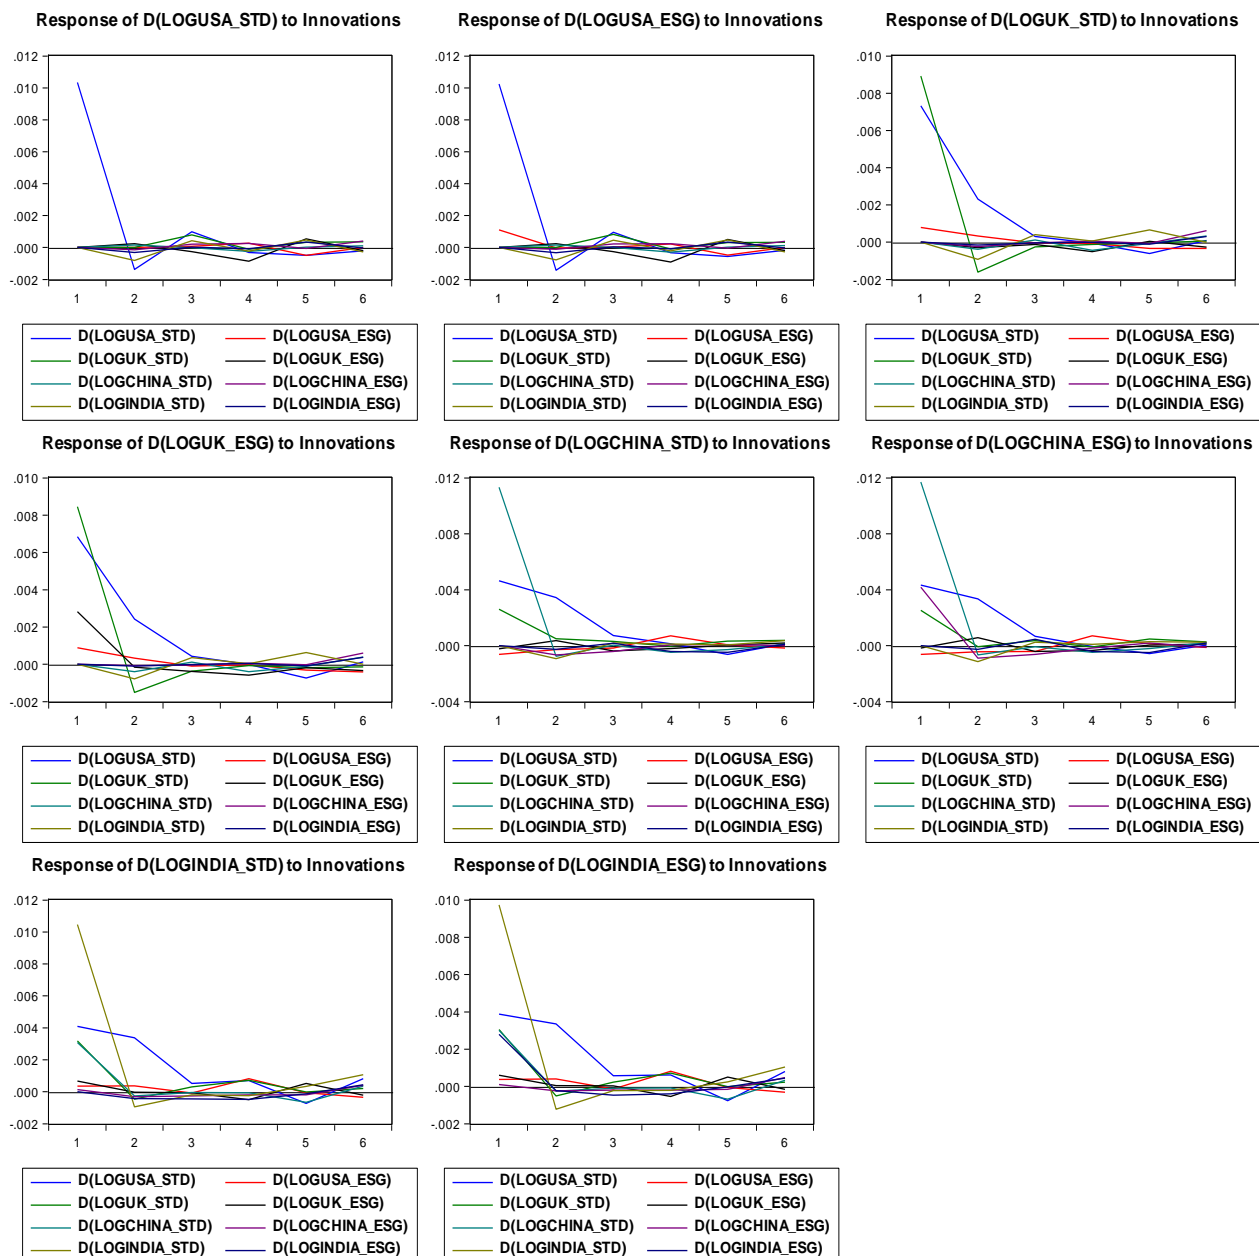 Response of D(LOGUSA_STD) to Innovations
.012
.010
.008
.006
.004
.002
.000
-.002
1 2 3 4 5 6
D(LOGUSA_STD) D(LOGUSA_ESG)
D(LOGUK_STD) D(LOGUK_ESG)
D(LOGCHINA_STD) D(LOGCHINA_ESG)
D(LOGINDIA_STD) D(LOGINDIA_ESG)
Response of D(LOGUSA_ESG) to Innovations
.012
.010
.008
.006
.004
.002
.000
-.002
1 2 3 4 5 6
D(LOGUSA_STD) D(LOGUSA_ESG)
D(LOGUK_STD) D(LOGUK_ESG)
D(LOGCHINA_STD) D(LOGCHINA_ESG)
D(LOGINDIA_STD) D(LOGINDIA_ESG)
Response of D(LOGUK_STD) to Innovations
.010
.008
.006
.004
.002
.000
-.002
1 2 3 4 5 6
D(LOGUSA_STD) D(LOGUSA_ESG)
D(LOGUK_STD) D(LOGUK_ESG)
D(LOGCHINA_STD) D(LOGCHINA_ESG)
D(LOGINDIA_STD) D(LOGINDIA_ESG)
Response of D(LOGUK_ESG) to Innovations
.010
.008
.006
.004
.002
.000
-.002
1 2 3 4 5 6
D(LOGUSA_STD) D(LOGUSA_ESG)
D(LOGUK_STD) D(LOGUK_ESG)
D(LOGCHINA_STD) D(LOGCHINA_ESG)
D(LOGINDIA_STD) D(LOGINDIA_ESG)
Response of D(LOGCHINA_STD) to Innovations
.012
.008
.004
.000
-.004
1 2 3 4 5 6
D(LOGUSA_STD) D(LOGUSA_ESG)
D(LOGUK_STD) D(LOGUK_ESG)
D(LOGCHINA_STD) D(LOGCHINA_ESG)
D(LOGINDIA_STD) D(LOGINDIA_ESG)
Response of D(LOGCHINA_ESG) to Innovations
.012
.008
.004
.000
-.004
1 2 3 4 5 6
D(LOGUSA_STD) D(LOGUSA_ESG)
D(LOGUK_STD) D(LOGUK_ESG)
D(LOGCHINA_STD) D(LOGCHINA_ESG)
D(LOGINDIA_STD) D(LOGINDIA_ESG)
Response of D(LOGINDIA_STD) to Innovations
.012
.010
.008
.006
.004
.002
.000
-.002
1 2 3 4 5 6
D(LOGUSA_STD) D(LOGUSA_ESG)
D(LOGUK_STD) D(LOGUK_ESG)
D(LOGCHINA_STD) D(LOGCHINA_ESG)
D(LOGINDIA_STD) D(LOGINDIA_ESG)
Response of D(LOGINDIA_ESG) to Innovations
.010
.008
.006
.004
.002
.000
-.002
1 2 3 4 5 6
D(LOGUSA_STD) D(LOGUSA_ESG)
D(LOGUK_STD) D(LOGUK_ESG)
D(LOGCHINA_STD) D(LOGCHINA_ESG)
D(LOGINDIA_STD) D(LOGINDIA_ESG)